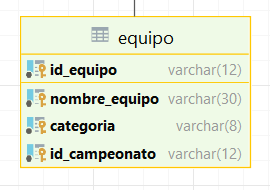 equipo
id_equipo varchar(12)
nombre_equipo varchar(30)
categoria varchar(8)
id_campeonato varchar(12)